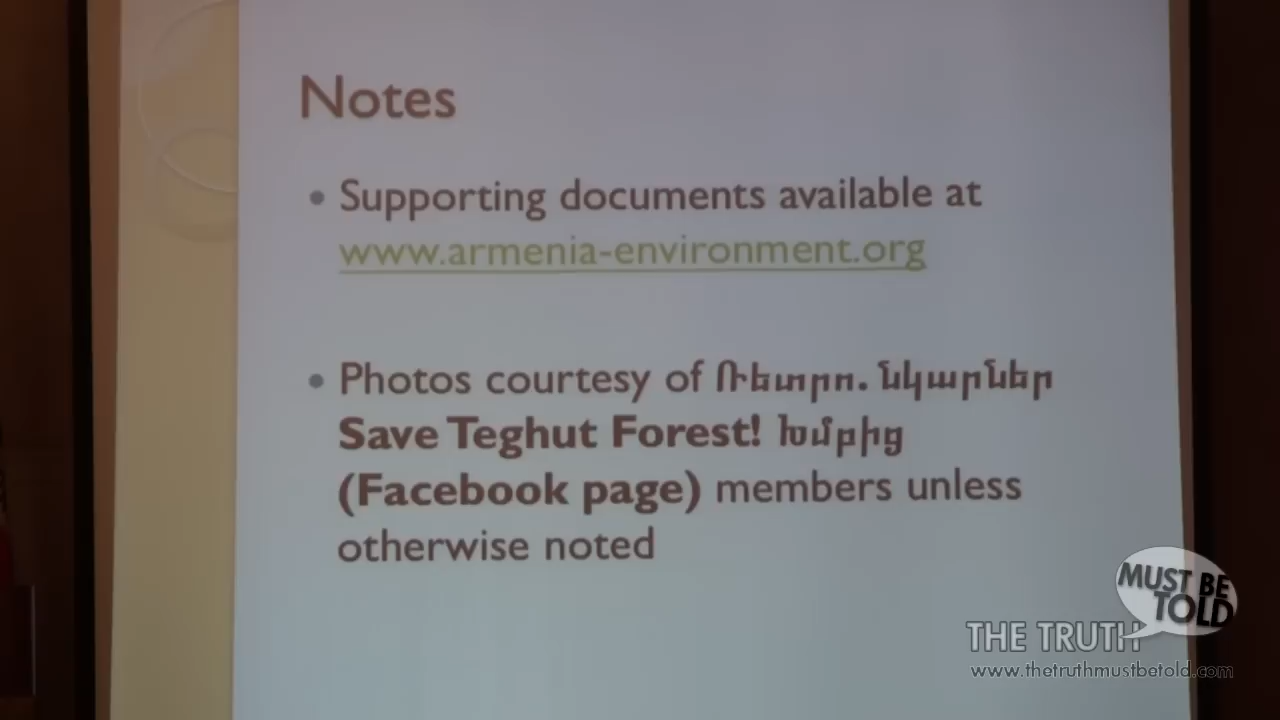 Notes
• Supporting documents available at
www.armenia-environment.org
• Photos courtesy of Ռետրո. նկարներ
Save Teghut Forest! խմբից
(Facebook page) members unless
otherwise noted
MUST BE
TOLD
THE TRUTH
www.thetruthmustbetold.com